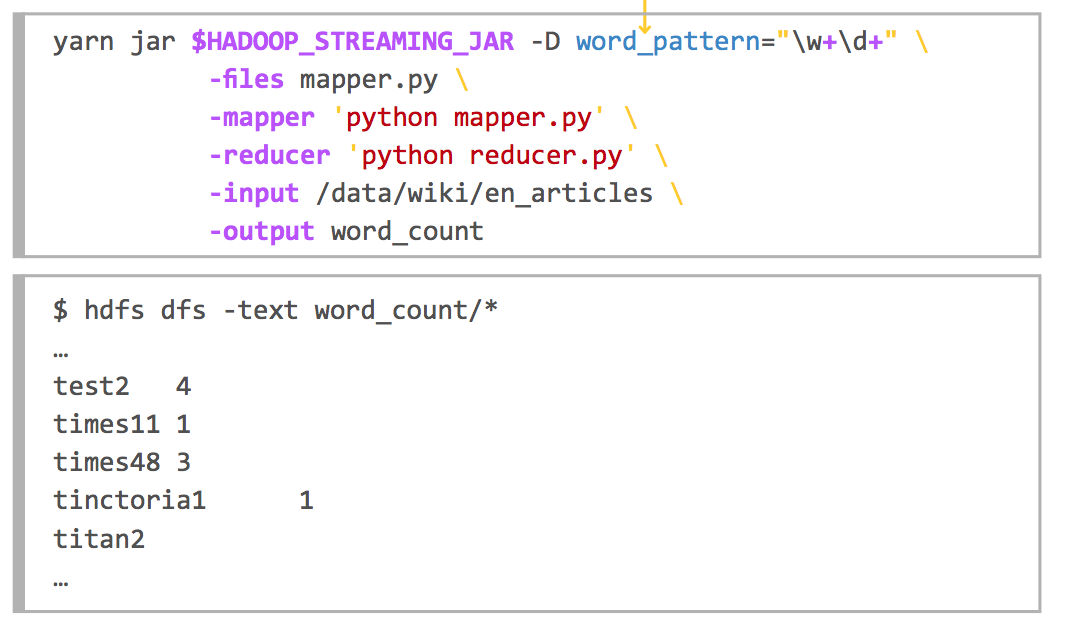 yarn jar $HADOOP_STREAMING_JAR -D word_pattern="\w+\d+" \
-files mapper.py \
-mapper 'python mapper.py' \
-reducer 'python reducer.py' \
-input /data/wiki/en_articles \
-output word_count
$ hdfs dfs -text word_count/*
…
test2 4
times11 1
times48 3
tinctoria1 1
titan2
…